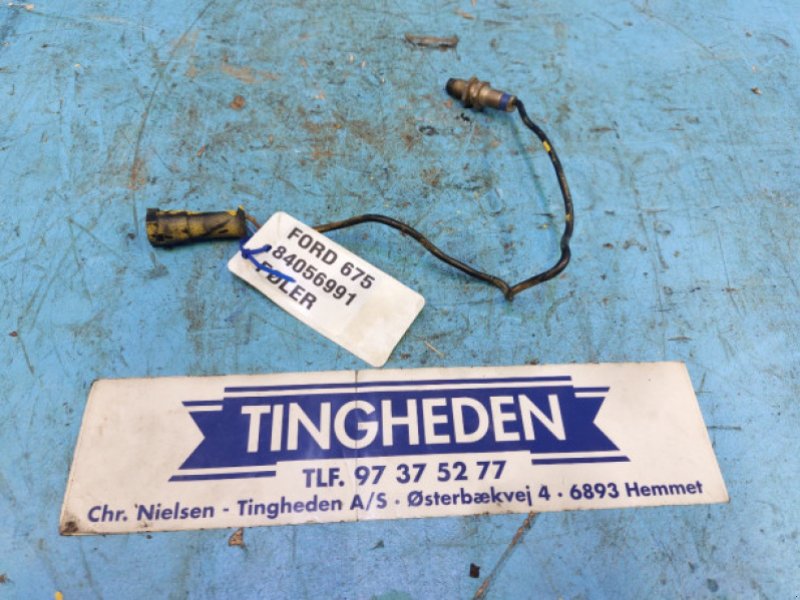 FORD 675
84056991
FØLER
TINGHEDEN
TLF. 97 37 52 77
Chr. Nielsen - Tingheden A/S · Østerbækvej 4 · 6893 Hemmet